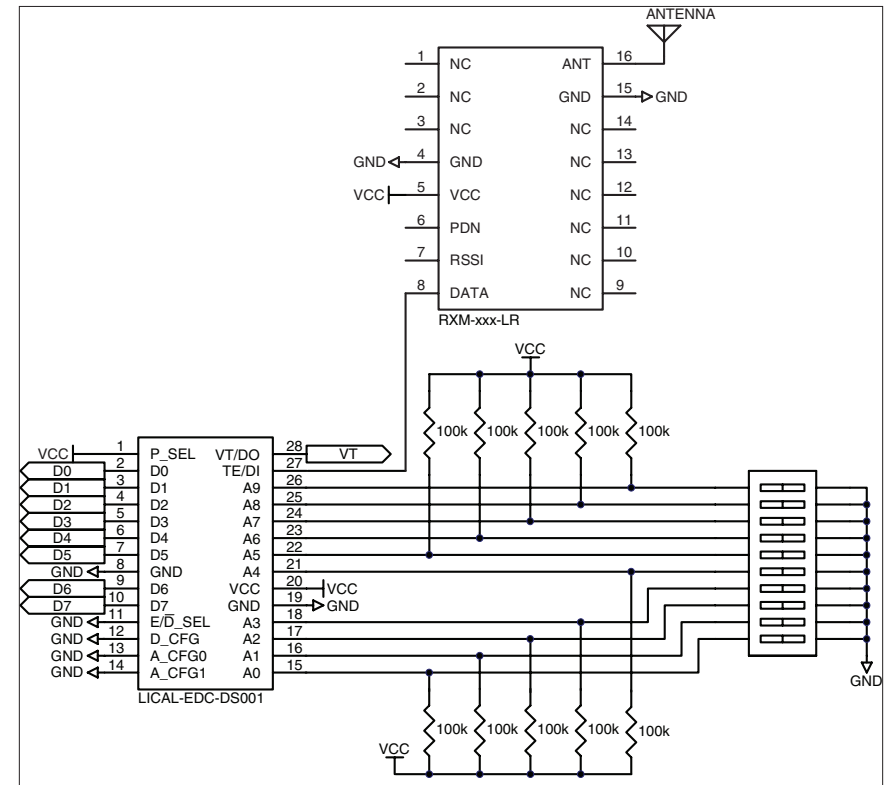 ANTENNA
1 NC ANT 16
2 NC GND 15 GND
3 NC NC 14
GND 4 GND NC 13
VCC 5 VCC NC 12
6 PDN NC 11
7 RSSI NC 10
8 DATA NC 9
RXM-xxx-LR
VCC
100k 100k 100k 100k 100k
VCC 1 P_SEL VT/DO 28 VT
D0 2 D0 TE/DI 27
D1 3 D1 A9 26
D2 4 D2 A8 25
D3 5 D3 A7 24
D4 6 D4 A6 23
D5 7 D5 A5 22
GND 8 GND A4 21
D6 9 D6 VCC 20 VCC
D7 10 D7 GND 19 GND
GND 11 E/D̅_SEL A3 18
GND 12 D_CFG A2 17
GND 13 A_CFG0 A1 16
GND 14 A_CFG1 A0 15
GND
LICAL-EDC-DS001
100k 100k 100k 100k 100k
VCC